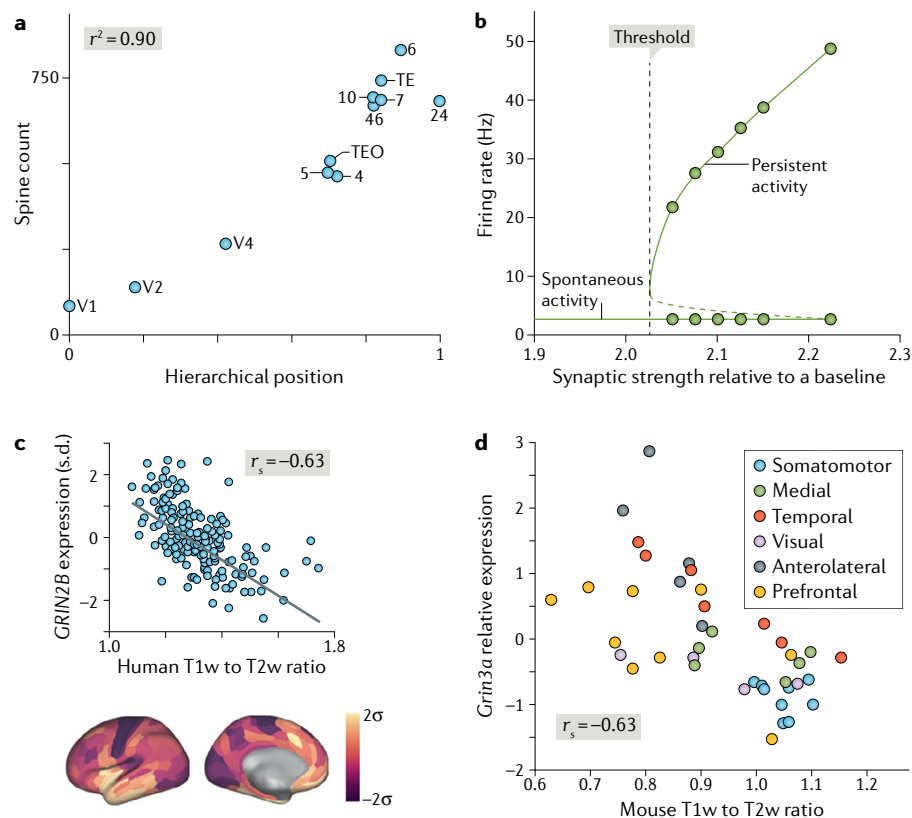 a
r² = 0.90
Spine count
750
0
6
TE
10
7
46
24
TEO
5
4
V4
V2
V1
0
1
Hierarchical position
b
Threshold
Firing rate (Hz)
50
40
30
20
10
0
Persistent
activity
Spontaneous
activity
1.9
2.0
2.1
2.2
2.3
Synaptic strength relative to a baseline
c
rₛ = −0.63
GRIN2B expression (s.d.)
2
0
−2
1.0
1.8
Human T1w to T2w ratio
2σ
−2σ
d
Grin3a relative expression
3
2
1
0
−1
−2
Somatomotor
Medial
Temporal
Visual
Anterolateral
Prefrontal
rₛ = −0.63
0.6
0.7
0.8
0.9
1.0
1.1
1.2
Mouse T1w to T2w ratio